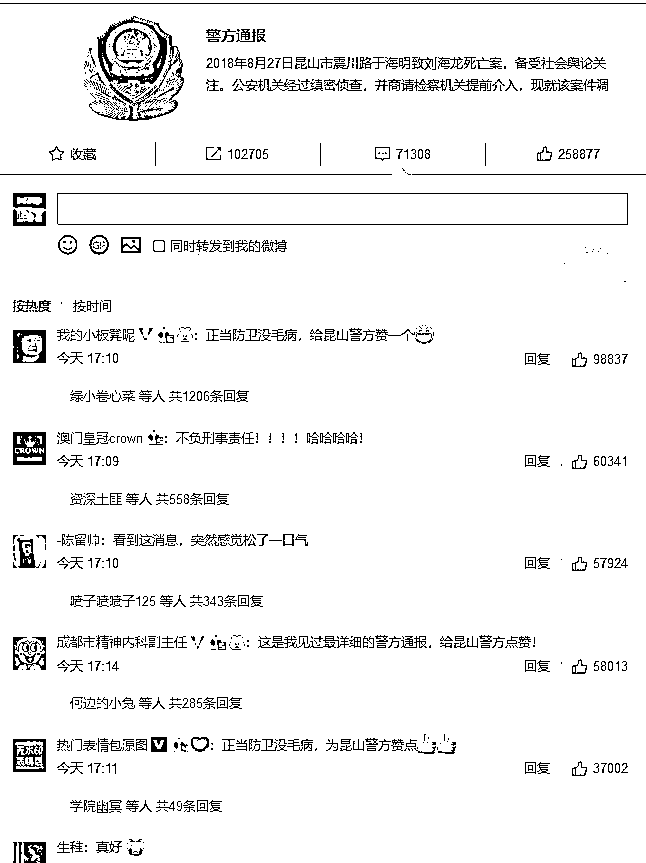 警方通报
2018年8月27日昆山市震川路于海明致刘海龙死亡案，备受社会舆论关
注。公安机关经过缜密侦查，并商请检察机关提前介入，现就该案件调
收藏 102705 71308 258877
GIF 同时转发到我的微博
按热度 按时间
我的小板凳呢 V：正当防卫没毛病，给昆山警方赞一个
今天 17:10 回复 98837
绿小卷心菜 等人 共1206条回复
澳门皇冠crown：不负刑事责任！！！！哈哈哈哈！
CROWN
今天 17:09 回复 60341
资深土匪 等人 共558条回复
-陈留帅：看到这消息，突然感觉松了一口气
今天 17:10 回复 57924
喷子喷喷子125 等人 共343条回复
成都市精神内科副主任 V：这是我见过最详细的警方通报，给昆山警方点赞！
今天 17:14 回复 58013
何边的小兔 等人 共285条回复
热门表情包原图 V：正当防卫没毛病，为昆山警方赞点
今天 17:11 回复 37002
学院幽冥 等人 共49条回复
生硅：真好